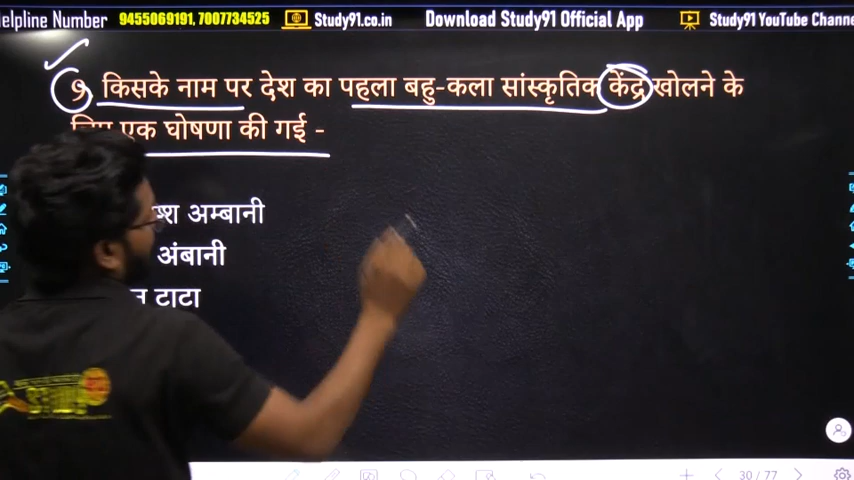 elpline Number 9455069191, 7007734525 Study91.co.in Download Study91 Official App Study91 YouTube Channe
9 किसके नाम पर देश का पहला बहु-कला सांस्कृतिक केंद्र खोलने के
लिए एक घोषणा की गई -
अम्बानी
अंबानी
टाटा
30 / 77